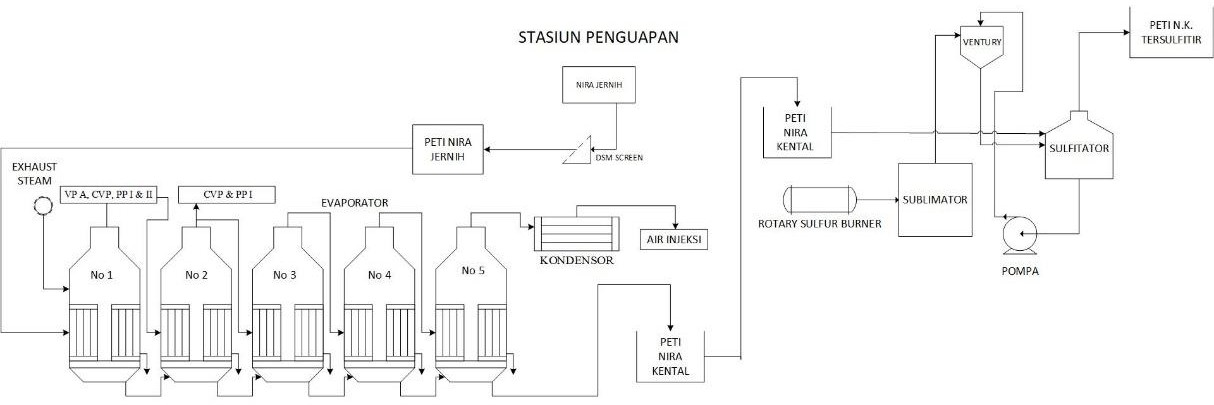 STASIUN PENGUAPAN
NIRA JERNIH
PETI NIRA
JERNIH
DSM SCREEN
EXHAUST
STEAM
VP A, CVP, PP I & II
CVP & PP I
EVAPORATOR
No 1
No 2
No 3
No 4
No 5
KONDENSOR
AIR INJEKSI
PETI
NIRA
KENTAL
PETI
NIRA
KENTAL
ROTARY SULFUR BURNER
SUBLIMATOR
VENTURY
SULFITATOR
POMPA
PETI N.K.
TERSULFITIR